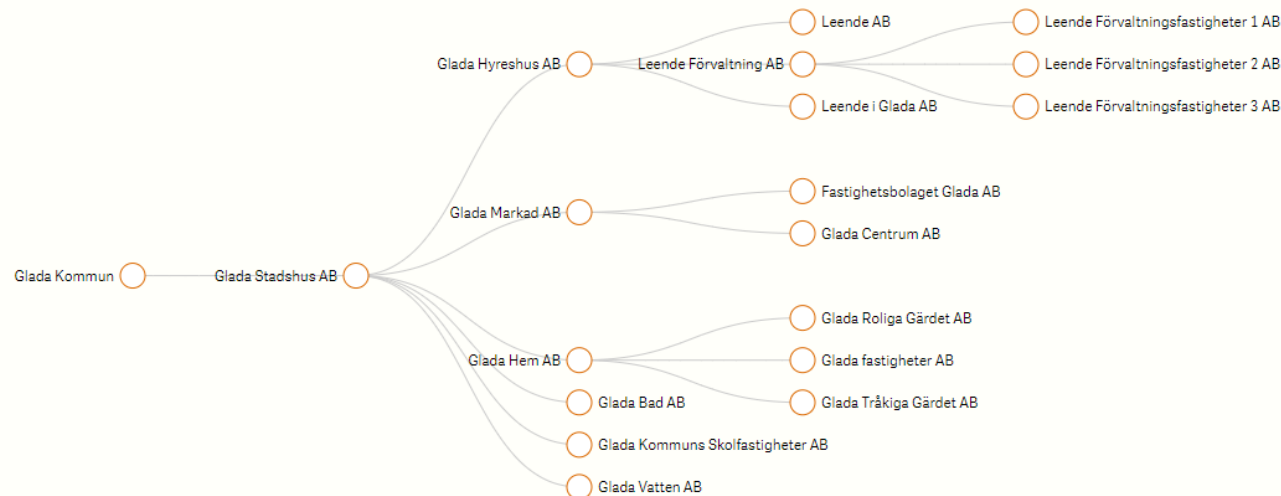 Leende AB
Leende Förvaltningsfastigheter 1 AB
Glada Hyreshus AB
Leende Förvaltning AB
Leende Förvaltningsfastigheter 2 AB
Leende i Glada AB
Leende Förvaltningsfastigheter 3 AB
Fastighetsbolaget Glada AB
Glada Markad AB
Glada Centrum AB
Glada Kommun
Glada Stadshus AB
Glada Roliga Gärdet AB
Glada Hem AB
Glada fastigheter AB
Glada Bad AB
Glada Tråkiga Gärdet AB
Glada Kommuns Skolfastigheter AB
Glada Vatten AB